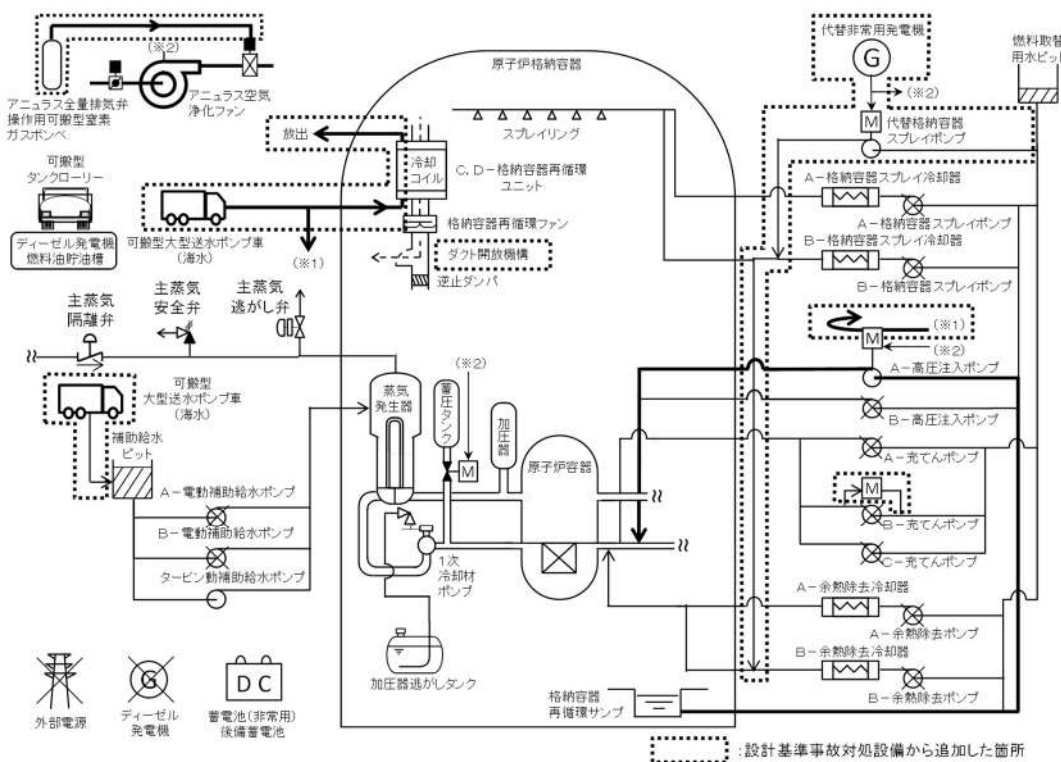 (※2)
アニュラス全量排気弁
操作用可搬型窒素
ガスボンベ
アニュラス空気
浄化ファン
可搬型
タンクローリー
ディーゼル発電機
燃料油貯油槽
放出
可搬型大型送水ポンプ車
(海水)
(※1)
原子炉格納容器
スプレイリング
冷却
コイル
C,D-格納容器再循環
ユニット
格納容器再循環ファン
ダクト開放機構
逆止ダンパ
代替非常用発電機
G
(※2)
M
代替格納容器
スプレイポンプ
燃料取替
用水ピット
A-格納容器スプレイ冷却器
A-格納容器スプレイポンプ
B-格納容器スプレイ冷却器
B-格納容器スプレイポンプ
(※1)
M
(※2)
A-高圧注入ポンプ
B-高圧注入ポンプ
A-充てんポンプ
M
B-充てんポンプ
C-充てんポンプ
A-余熱除去冷却器
A-余熱除去ポンプ
B-余熱除去冷却器
B-余熱除去ポンプ
主蒸気
隔離弁
主蒸気
安全弁
主蒸気
逃がし弁
可搬型
大型送水ポンプ車
(海水)
補助給水
ピット
A-電動補助給水ポンプ
B-電動補助給水ポンプ
タービン動補助給水ポンプ
蒸気
発生器
蓄圧タンク
(※2)
M
加圧器
原子炉容器
1次
冷却材
ポンプ
加圧器逃がしタンク
格納容器
再循環サンプ
外部電源
G
ディーゼル
発電機
DC
蓄電池(非常用)
後備蓄電池
:設計基準事故対処設備から追加した箇所